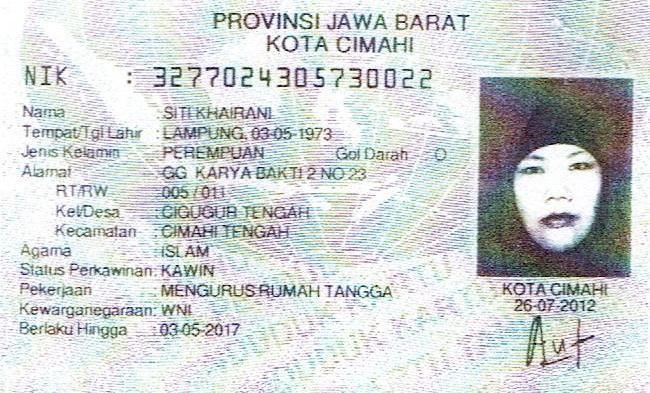 PROVINSI JAWA BARAT
KOTA CIMAHI
NIK : 3277024305730022
Nama : SITI KHAIRANI
Tempat/Tgl Lahir : LAMPUNG, 03-05-1973
Jenis Kelamin : PEREMPUAN Gol Darah O
Alamat : GG KARYA BAKTI 2 NO 23
RT/RW : 005 / 011
Kel/Desa : CIGUGUR TENGAH
Kecamatan : CIMAHI TENGAH
Agama : ISLAM
Status Perkawinan: KAWIN
Pekerjaan : MENGURUS RUMAH TANGGA
Kewarganegaraan: WNI
Berlaku Hingga : 03-05-2017
KOTA CIMAHI
26-07-2012